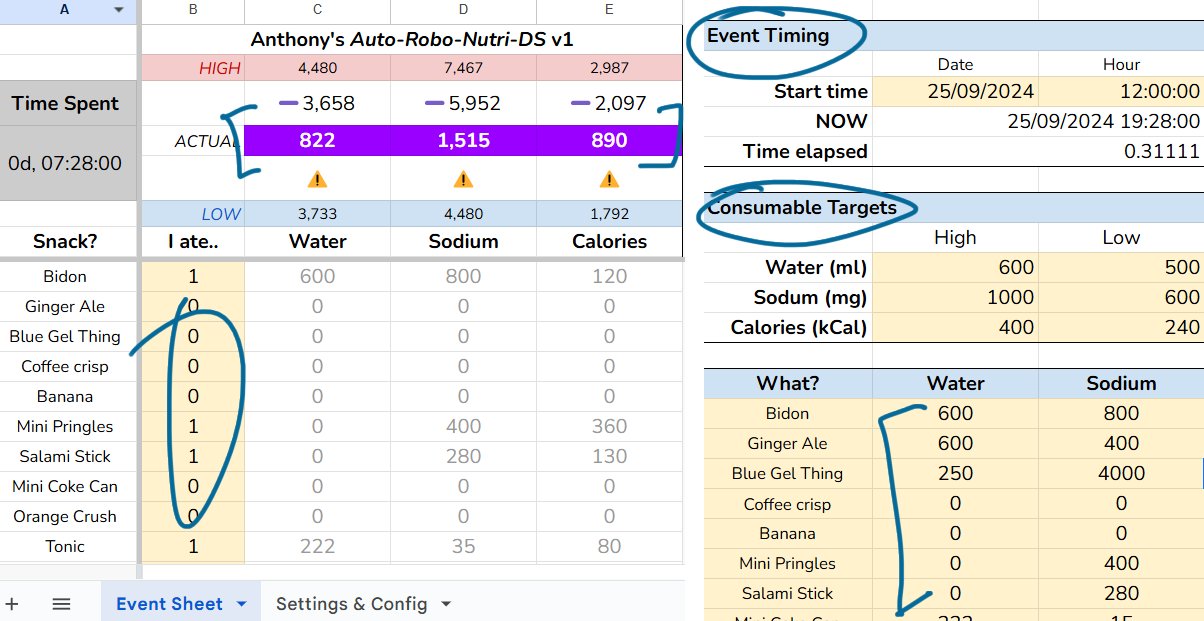 A B C D E
Anthony's Auto-Robo-Nutri-DS v1
HIGH 4,480 7,467 2,987
Time Spent — 3,658 — 5,952 — 2,097
ACTUAL 822 1,515 890
0d, 07:28:00
LOW 3,733 4,480 1,792
Snack? I ate.. Water Sodium Calories
Bidon 1 600 800 120
Ginger Ale 0 0 0 0
Blue Gel Thing 0 0 0 0
Coffee crisp 0 0 0 0
Banana 0 0 0 0
Mini Pringles 1 0 400 360
Salami Stick 1 0 280 130
Mini Coke Can 0 0 0 0
Orange Crush 0 0 0 0
Tonic 1 222 35 80
+ Event Sheet Settings & Config
Event Timing
Date Hour
Start time 25/09/2024 12:00:00
NOW 25/09/2024 19:28:00
Time elapsed 0.31111
Consumable Targets
High Low
Water (ml) 600 500
Sodum (mg) 1000 600
Calories (kCal) 400 240
What? Water Sodium
Bidon 600 800
Ginger Ale 600 400
Blue Gel Thing 250 4000
Coffee crisp 0 0
Banana 0 0
Mini Pringles 0 400
Salami Stick 0 280
Mini Coke Can 222 15